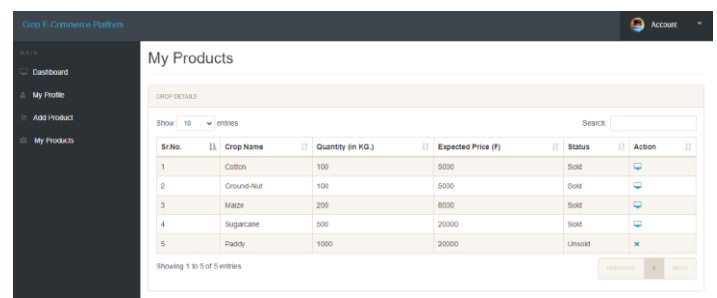 Crop E-Commerce Platform
Account
MAIN
Dashboard
My Profile
Add Product
My Products
My Products
CROP DETAILS
Show 10 entries Search:
Sr.No. Crop Name Quantity (in KG.) Expected Price (₹) Status Action
1 Cotton 100 5000 Sold
2 Ground-Nut 100 5000 Sold
3 Maize 200 8000 Sold
4 Sugarcane 500 20000 Sold
5 Paddy 1000 20000 Unsold
Showing 1 to 5 of 5 entries
PREVIOUS 1 NEXT